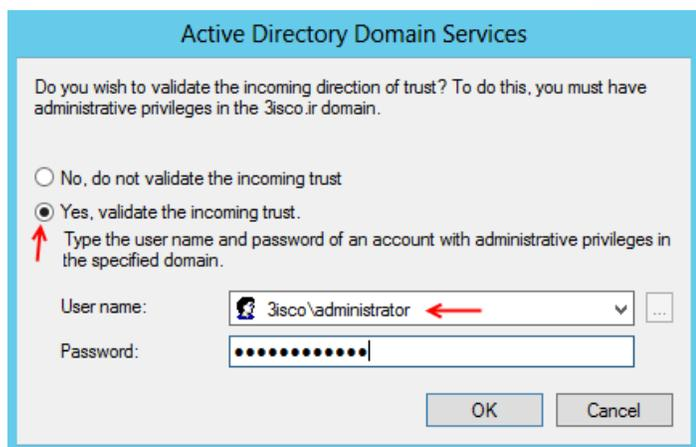 Active Directory Domain Services
Do you wish to validate the incoming direction of trust? To do this, you must have
administrative privileges in the 3isco.ir domain.
No, do not validate the incoming trust
Yes, validate the incoming trust.
Type the user name and password of an account with administrative privileges in
the specified domain.
User name:
3isco\administrator
...
Password:
●●●●●●●●●●●●
OK
Cancel